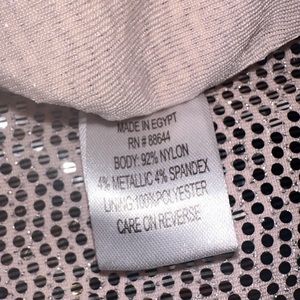 MADE IN EGYPT
RN # 88644
BODY: 92% NYLON
4% METALLIC 4% SPANDEX
LINING:100%POLYESTER
CARE ON REVERSE